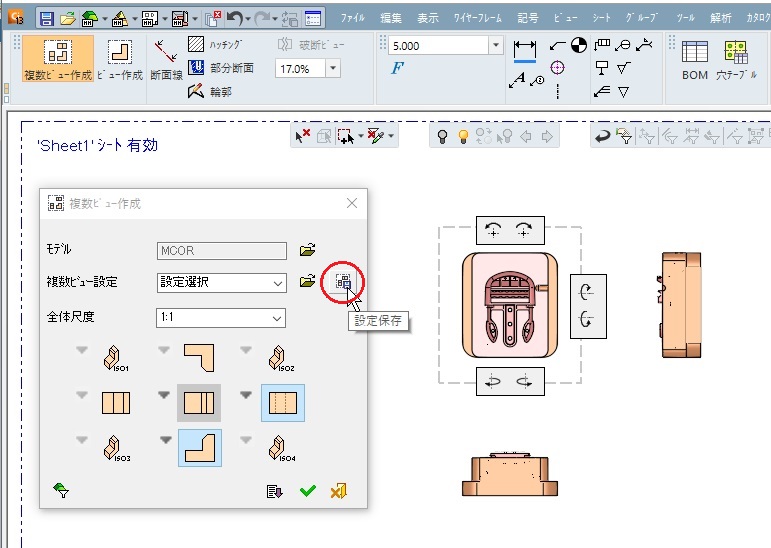 13
ﾌｧｲﾙ 編集 表示 ﾜｲﾔｰﾌﾚｰﾑ 記号 ﾋﾞｭｰ ｼｰﾄ ｸﾞﾙｰﾌﾟ ﾂｰﾙ 解析 ｶﾀﾛｸﾞ
複数ﾋﾞｭｰ作成 ﾋﾞｭｰ作成 断面線
ﾊｯﾁﾝｸﾞ 破断ﾋﾞｭｰ
部分断面 17.0%
輪郭
5.000
F
A
BOM 穴ﾃｰﾌﾞﾙ
'Sheet1' ｼｰﾄ 有効
複数ﾋﾞｭｰ作成
ﾓﾃﾞﾙ MCOR
複数ﾋﾞｭｰ設定 設定選択
設定保存
全体尺度 1:1
ISO1 ISO2
ISO3 ISO4